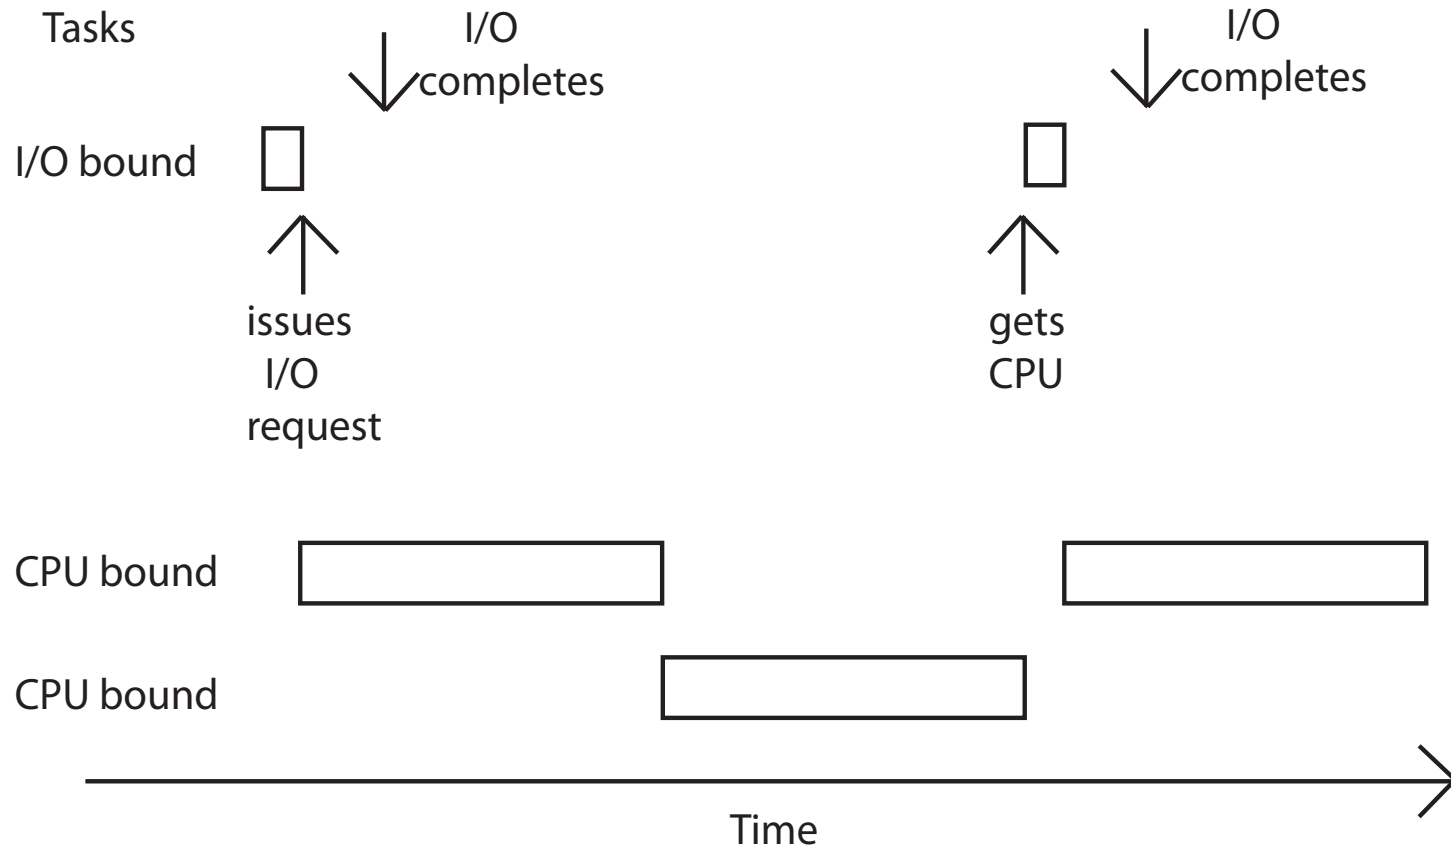 Tasks
I/O
completes
I/O
completes
I/O bound
issues
I/O
request
gets
CPU
CPU bound
CPU bound
Time